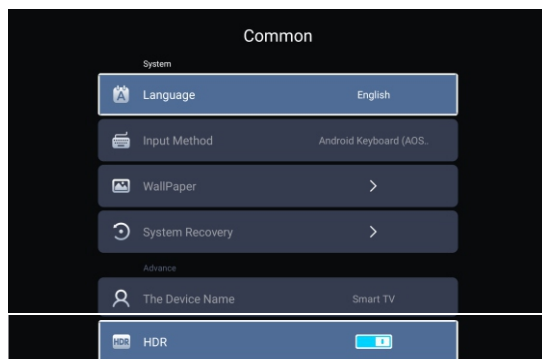 Common
System
Language English
Input Method Android Keyboard (AOS..
WallPaper
System Recovery
Advance
The Device Name Smart TV
HDR HDR